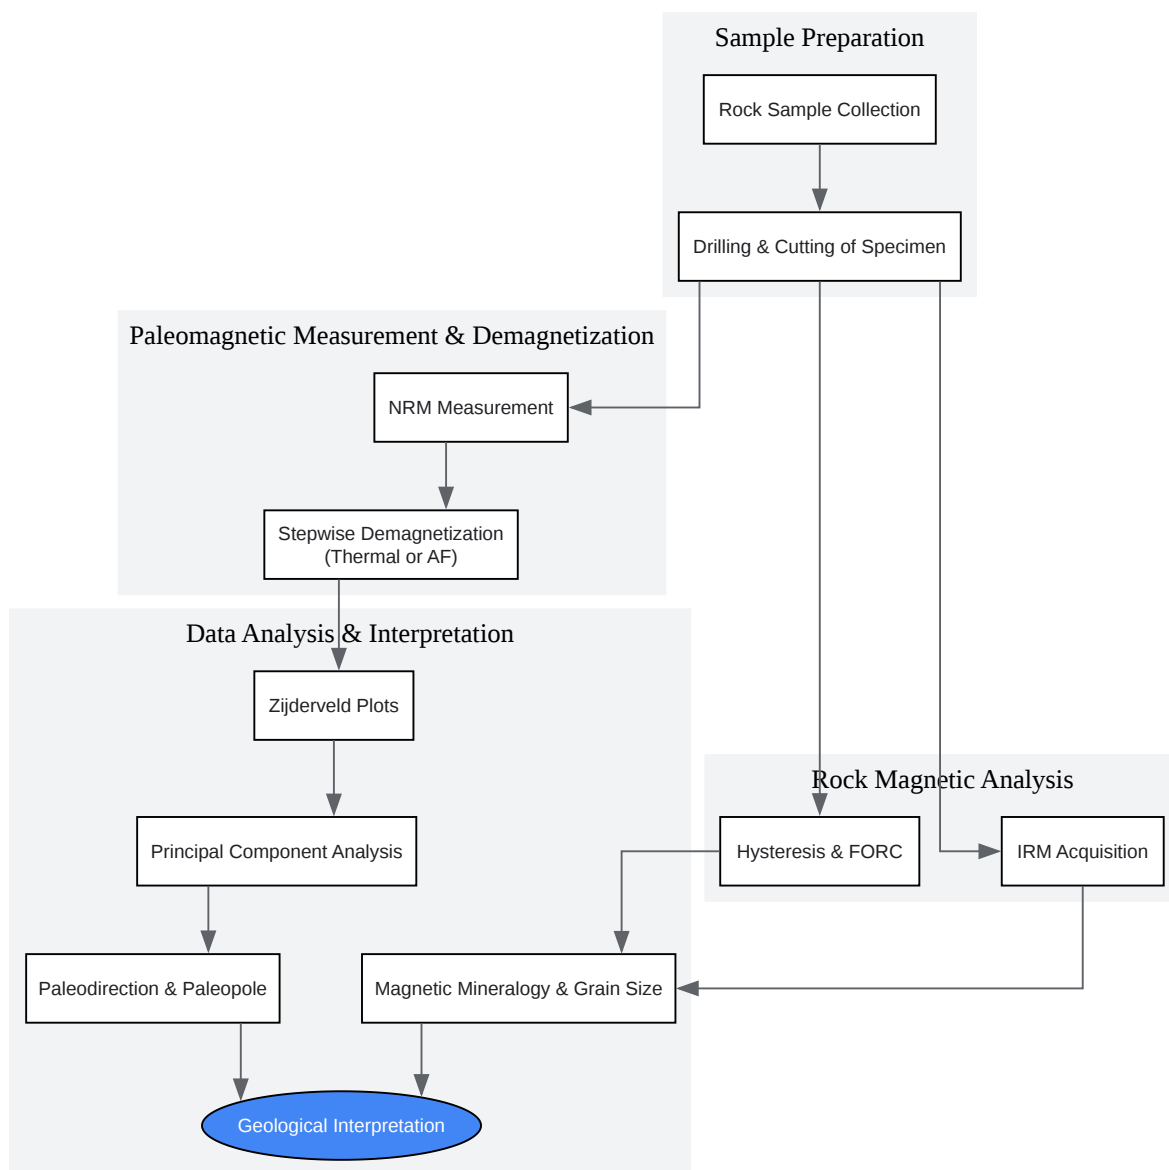 Sample Preparation
Rock Sample Collection
Drilling & Cutting of Specimen
Paleomagnetic Measurement & Demagnetization
NRM Measurement
Stepwise Demagnetization
(Thermal or AF)
Data Analysis & Interpretation
Zijderveld Plots
Principal Component Analysis
Paleodirection & Paleopole
Rock Magnetic Analysis
Hysteresis & FORC
IRM Acquisition
Magnetic Mineralogy & Grain Size
Geological Interpretation